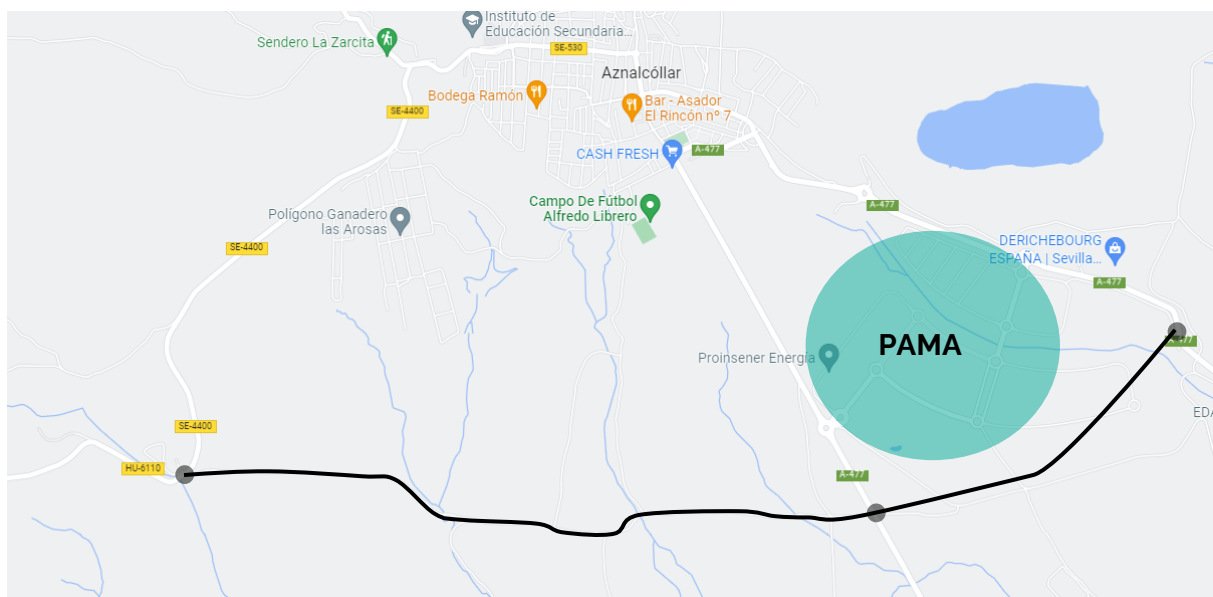 Instituto de
Educación Secundaria...
Sendero La Zarcita
SE-530
Aznalcóllar
Bodega Ramón
Bar - Asador
El Rincón nº 7
SE-4400
CASH FRESH
A-477
Campo De Fútbol
Alfredo Librero
A-477
Polígono Ganadero
las Arosas
SE-4400
DERICHEBOURG
ESPAÑA | Sevilla...
A-477
PAMA
A-477
Proinsener Energía
EDA
SE-4400
HU-6110
A-477